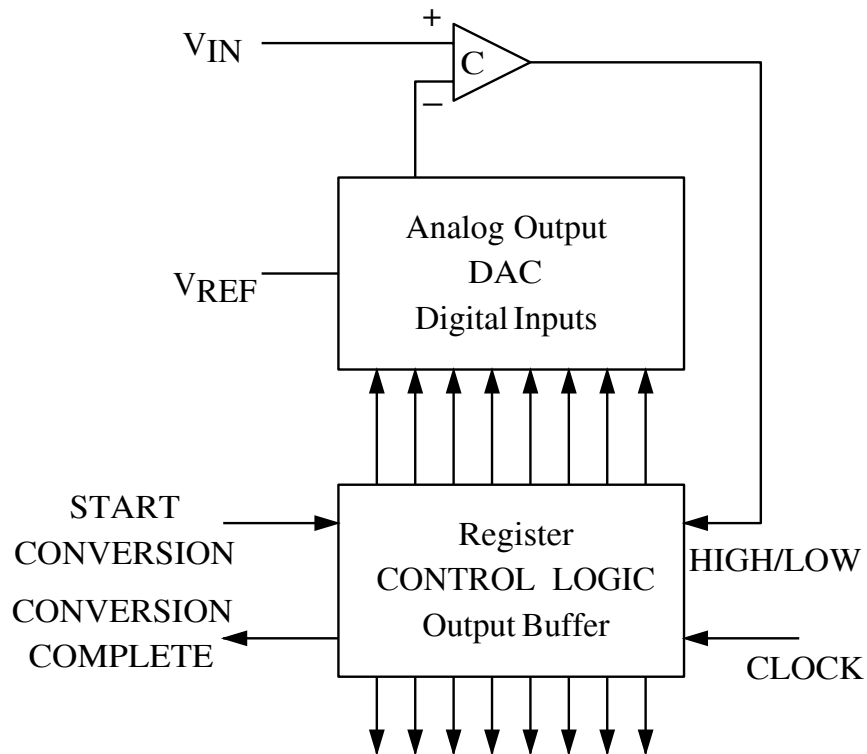 +
VIN
C
−
Analog Output
DAC
VREF
Digital Inputs
START
CONVERSION
Register
CONTROL LOGIC
Output Buffer
HIGH/LOW
CONVERSION
COMPLETE
CLOCK